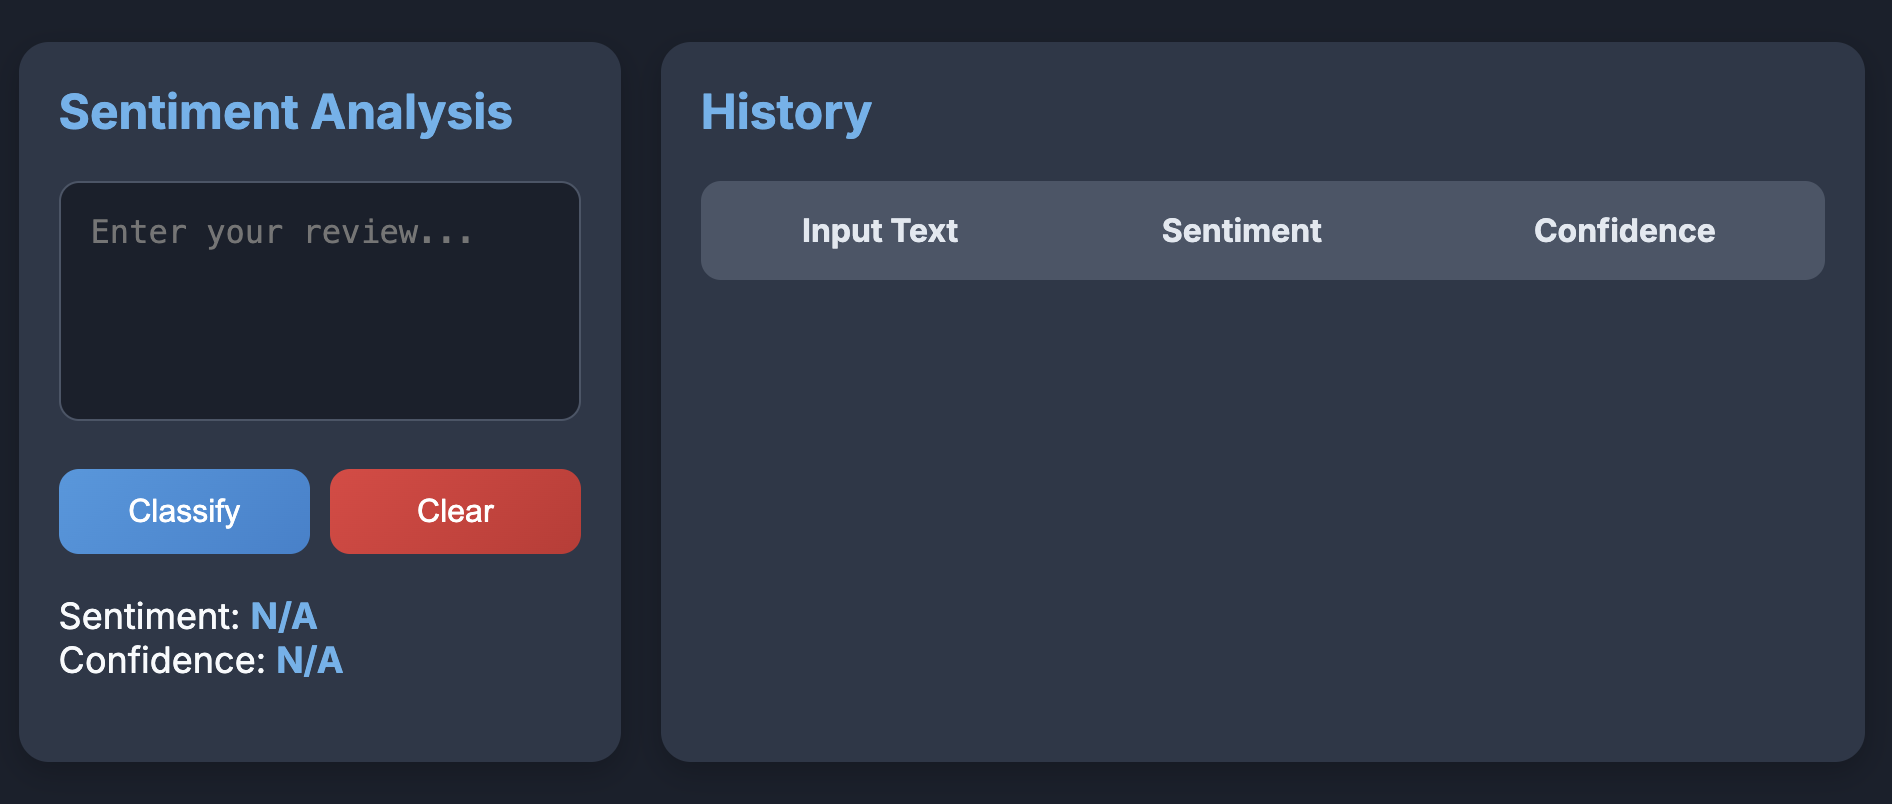 Sentiment Analysis
Enter your review...
Classify
Clear
Sentiment: N/A
Confidence: N/A
History
Input Text Sentiment Confidence